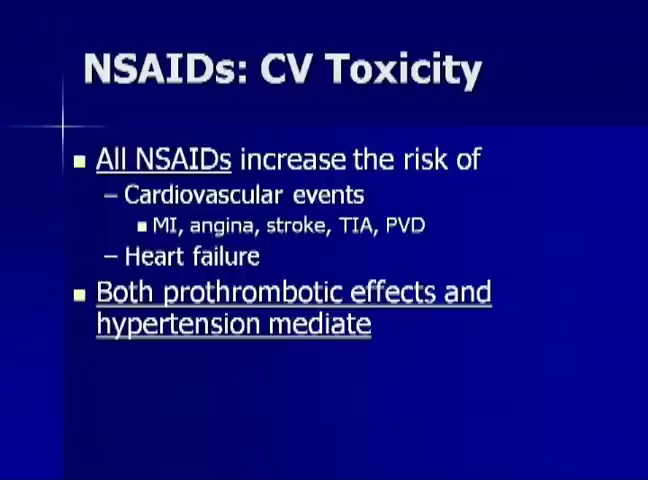 NSAIDs: CV Toxicity
All NSAIDs increase the risk of
– Cardiovascular events
MI, angina, stroke, TIA, PVD
– Heart failure
Both prothrombotic effects and
hypertension mediate